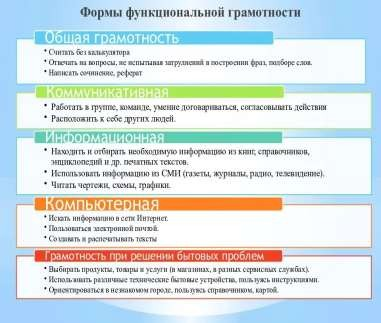 Формы функциональной грамотности
Общая грамотность
• Считать без калькулятора
• Отвечать на вопросы, не испытывая затруднений в построении фраз, подборе слов.
• Написать сочинение, реферат
Коммуникативная
• Работать в группе, команде, умение договариваться, согласовывать действия
• Расположить к себе других людей.
Информационная
• Находить и отбирать необходимую информацию из книг, справочников,
энциклопедий и др. печатных текстов.
• Использовать информацию из СМИ (газеты, журналы, радио, телевидение).
• Читать чертежи, схемы, графики.
Компьютерная
• Искать информацию в сети Интернет.
• Пользоваться электронной почтой.
• Создавать и распечатывать тексты
Грамотность при решении бытовых проблем
• Выбирать продукты, товары и услуги (в магазинах, в разных сервисных службах).
• Использовать различные технические бытовые устройства, пользуясь инструкциями.
• Ориентироваться в незнакомом городе, пользуясь справочником, картой.